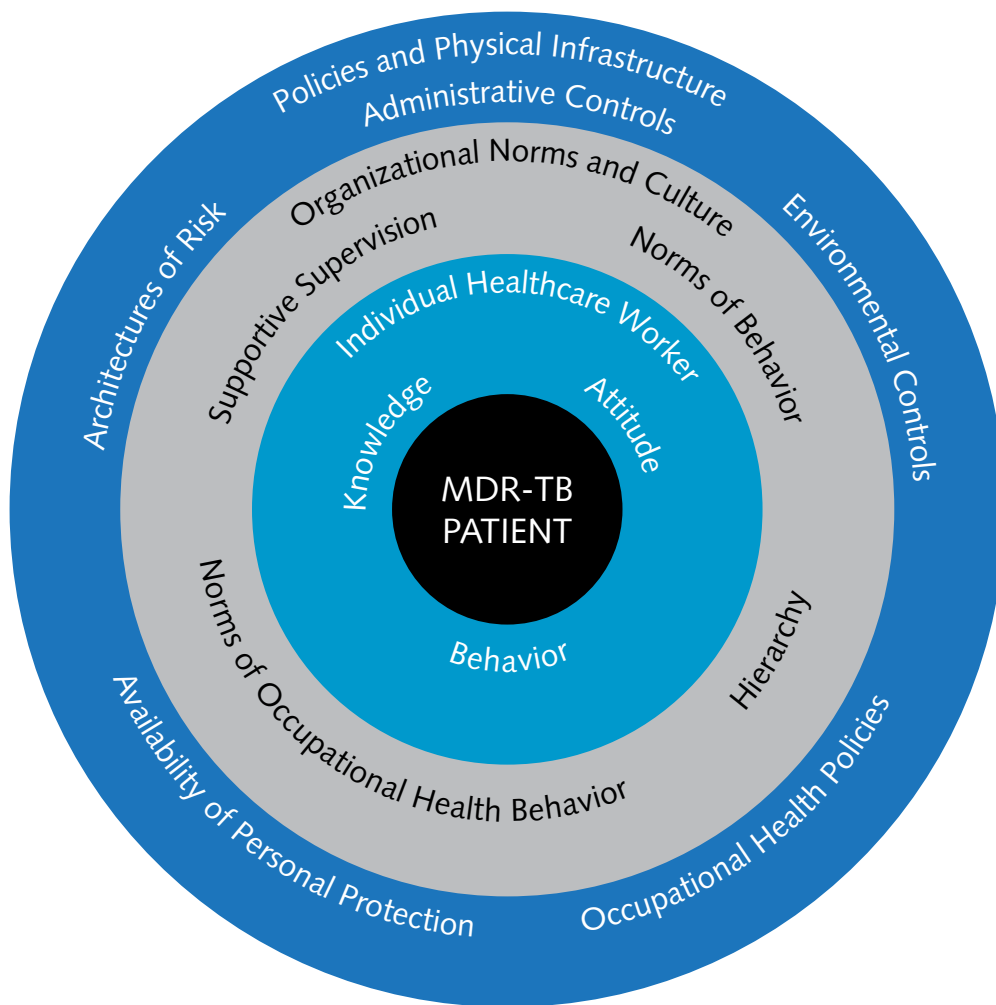 Policies and Physical Infrastructure
Administrative Controls
Architectures of Risk
Environmental Controls
Availability of Personal Protection
Occupational Health Policies
Organizational Norms and Culture
Supportive Supervision
Norms of Behavior
Norms of Occupational Health Behavior
Hierarchy
Individual Healthcare Worker
Knowledge
Attitude
Behavior
MDR-TB
PATIENT